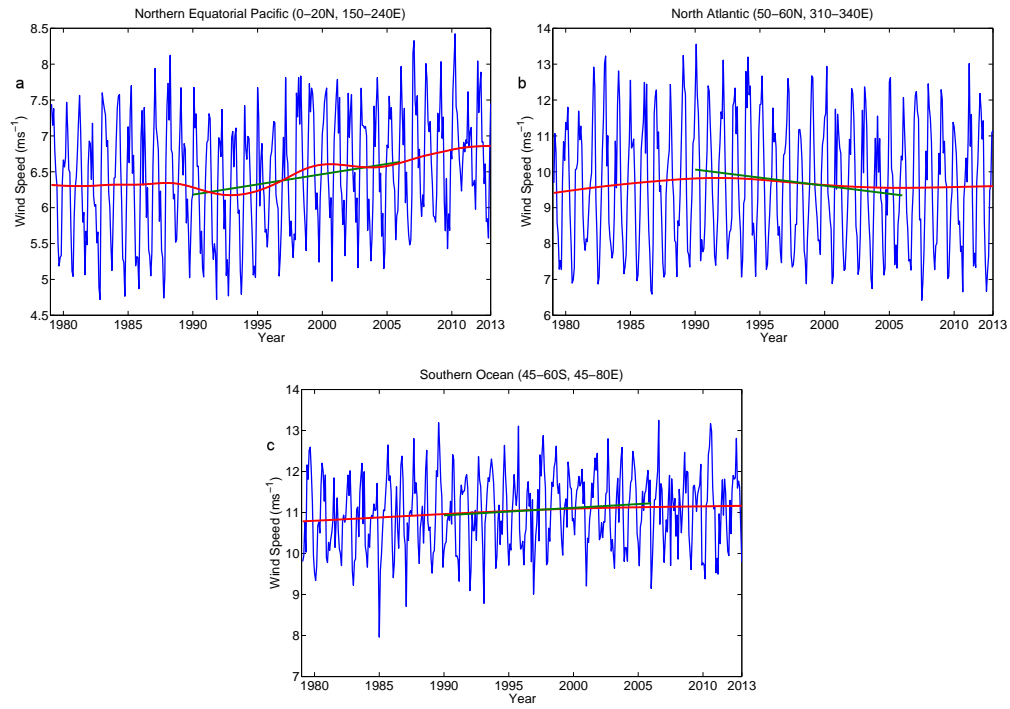 Northern Equatorial Pacific (0−20N, 150−240E)
a
Wind Speed (ms−1)
8.5
8
7.5
7
6.5
6
5.5
5
4.5
1980 1985 1990 1995 2000 2005 2010 2013
Year
North Atlantic (50−60N, 310−340E)
b
Wind Speed (ms−1)
14
13
12
11
10
9
8
7
6
1980 1985 1990 1995 2000 2005 2010 2013
Year
Southern Ocean (45−60S, 45−80E)
c
Wind Speed (ms−1)
14
13
12
11
10
9
8
7
1980 1985 1990 1995 2000 2005 2010 2013
Year